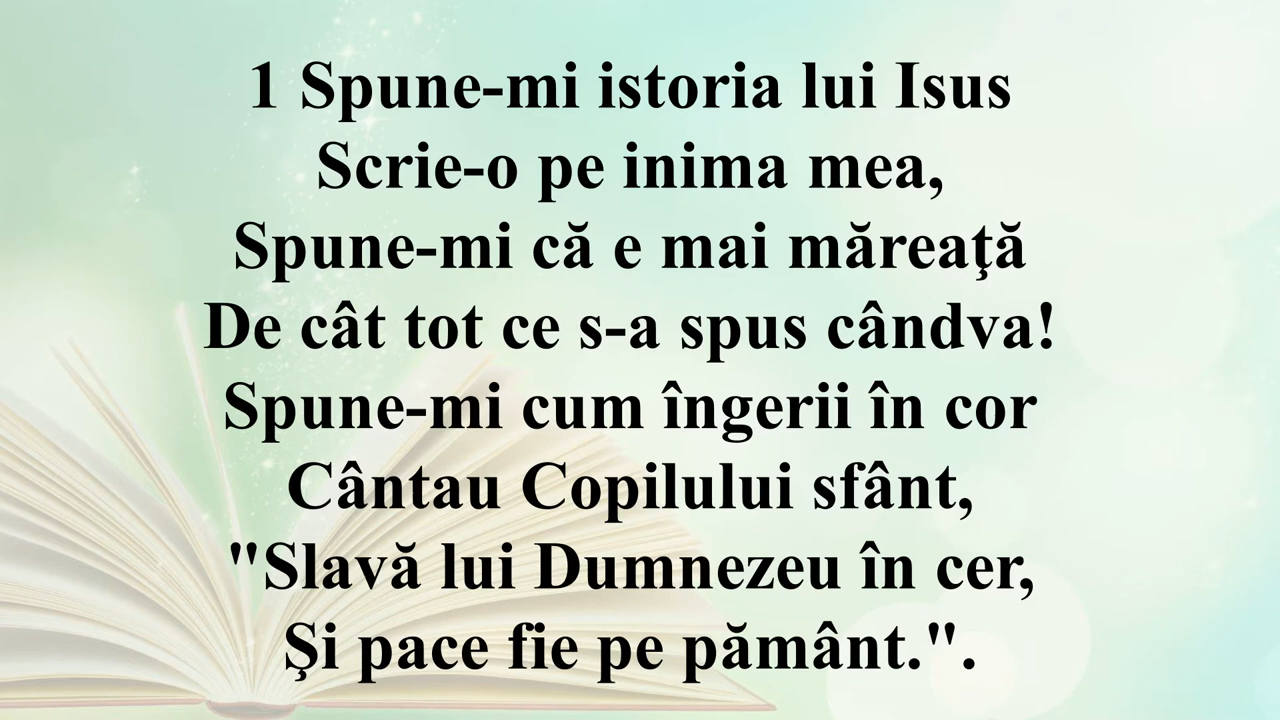 1 Spune-mi istoria lui Isus
Scrie-o pe inima mea,
Spune-mi că e mai măreaţă
De cât tot ce s-a spus cândva!
Spune-mi cum îngerii în cor
Cântau Copilului sfânt,
"Slavă lui Dumnezeu în cer,
Şi pace fie pe pământ.".